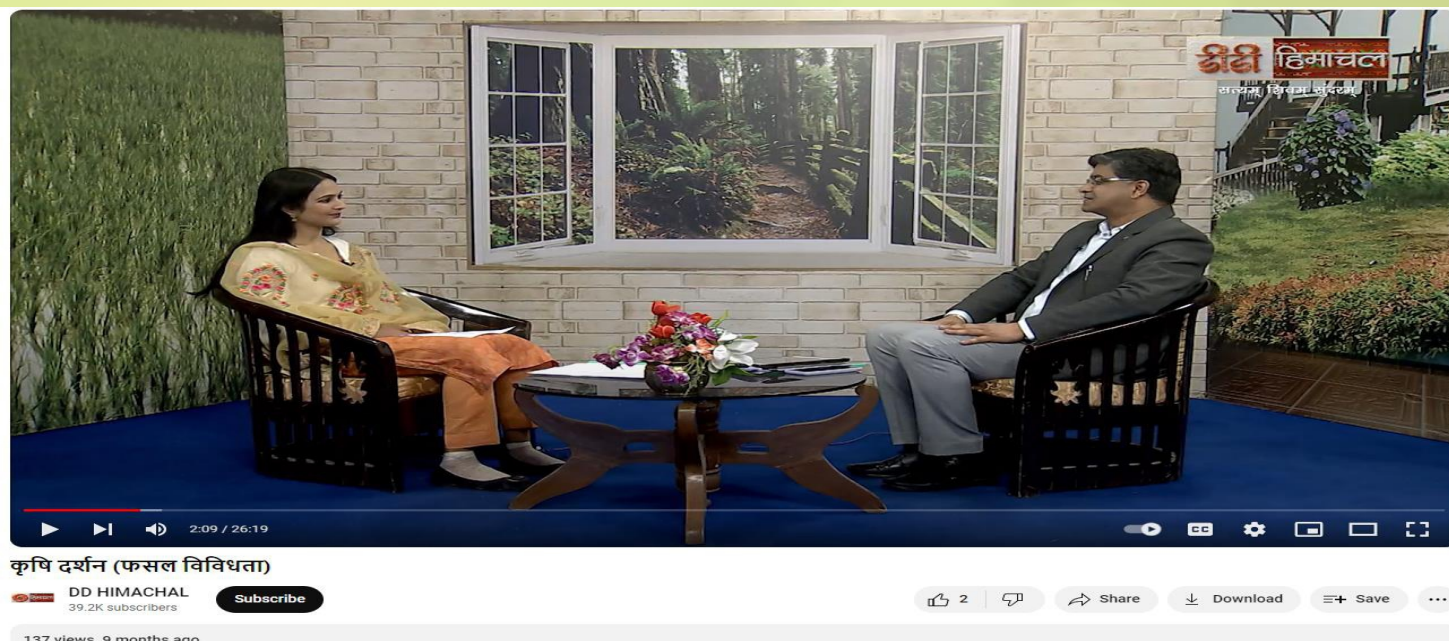 डीडी हिमाचल
सत्यम् शिवम् सुंदरम्
2:09 / 26:19
CC
कृषि दर्शन (फसल विविधता)
DD HIMACHAL
39.2K subscribers
Subscribe
2
Share
Download
Save
137 views 9 months ago